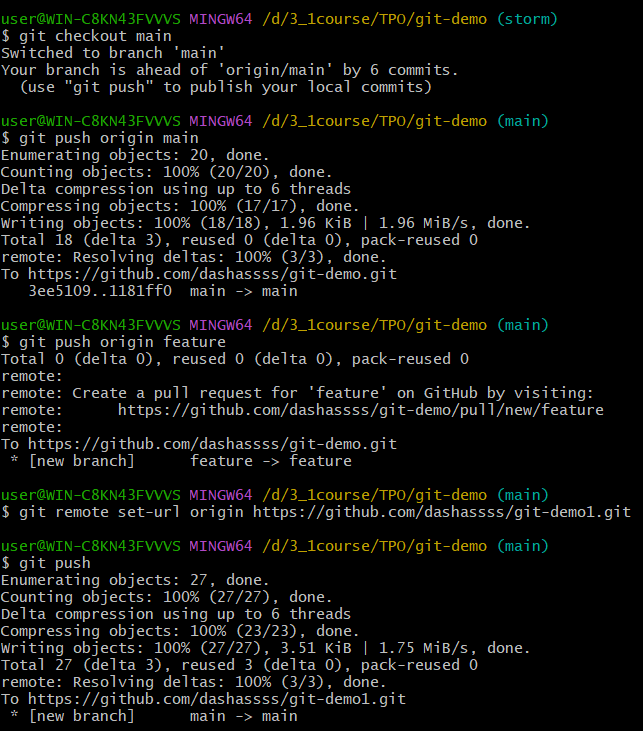 user@WIN-C8KN43FVVVS MINGW64 /d/3_1course/TPO/git-demo (storm)
$ git checkout main
Switched to branch 'main'
Your branch is ahead of 'origin/main' by 6 commits.
  (use "git push" to publish your local commits)

user@WIN-C8KN43FVVVS MINGW64 /d/3_1course/TPO/git-demo (main)
$ git push origin main
Enumerating objects: 20, done.
Counting objects: 100% (20/20), done.
Delta compression using up to 6 threads
Compressing objects: 100% (17/17), done.
Writing objects: 100% (18/18), 1.96 KiB | 1.96 MiB/s, done.
Total 18 (delta 3), reused 0 (delta 0), pack-reused 0
remote: Resolving deltas: 100% (3/3), done.
To https://github.com/dashassss/git-demo.git
   3ee5109..1181ff0  main -> main

user@WIN-C8KN43FVVVS MINGW64 /d/3_1course/TPO/git-demo (main)
$ git push origin feature
Total 0 (delta 0), reused 0 (delta 0), pack-reused 0
remote:
remote: Create a pull request for 'feature' on GitHub by visiting:
remote:      https://github.com/dashassss/git-demo/pull/new/feature
remote:
To https://github.com/dashassss/git-demo.git
 * [new branch]      feature -> feature

user@WIN-C8KN43FVVVS MINGW64 /d/3_1course/TPO/git-demo (main)
$ git remote set-url origin https://github.com/dashassss/git-demo1.git

user@WIN-C8KN43FVVVS MINGW64 /d/3_1course/TPO/git-demo (main)
$ git push
Enumerating objects: 27, done.
Counting objects: 100% (27/27), done.
Delta compression using up to 6 threads
Compressing objects: 100% (23/23), done.
Writing objects: 100% (27/27), 3.51 KiB | 1.75 MiB/s, done.
Total 27 (delta 3), reused 3 (delta 0), pack-reused 0
remote: Resolving deltas: 100% (3/3), done.
To https://github.com/dashassss/git-demo1.git
 * [new branch]      main -> main